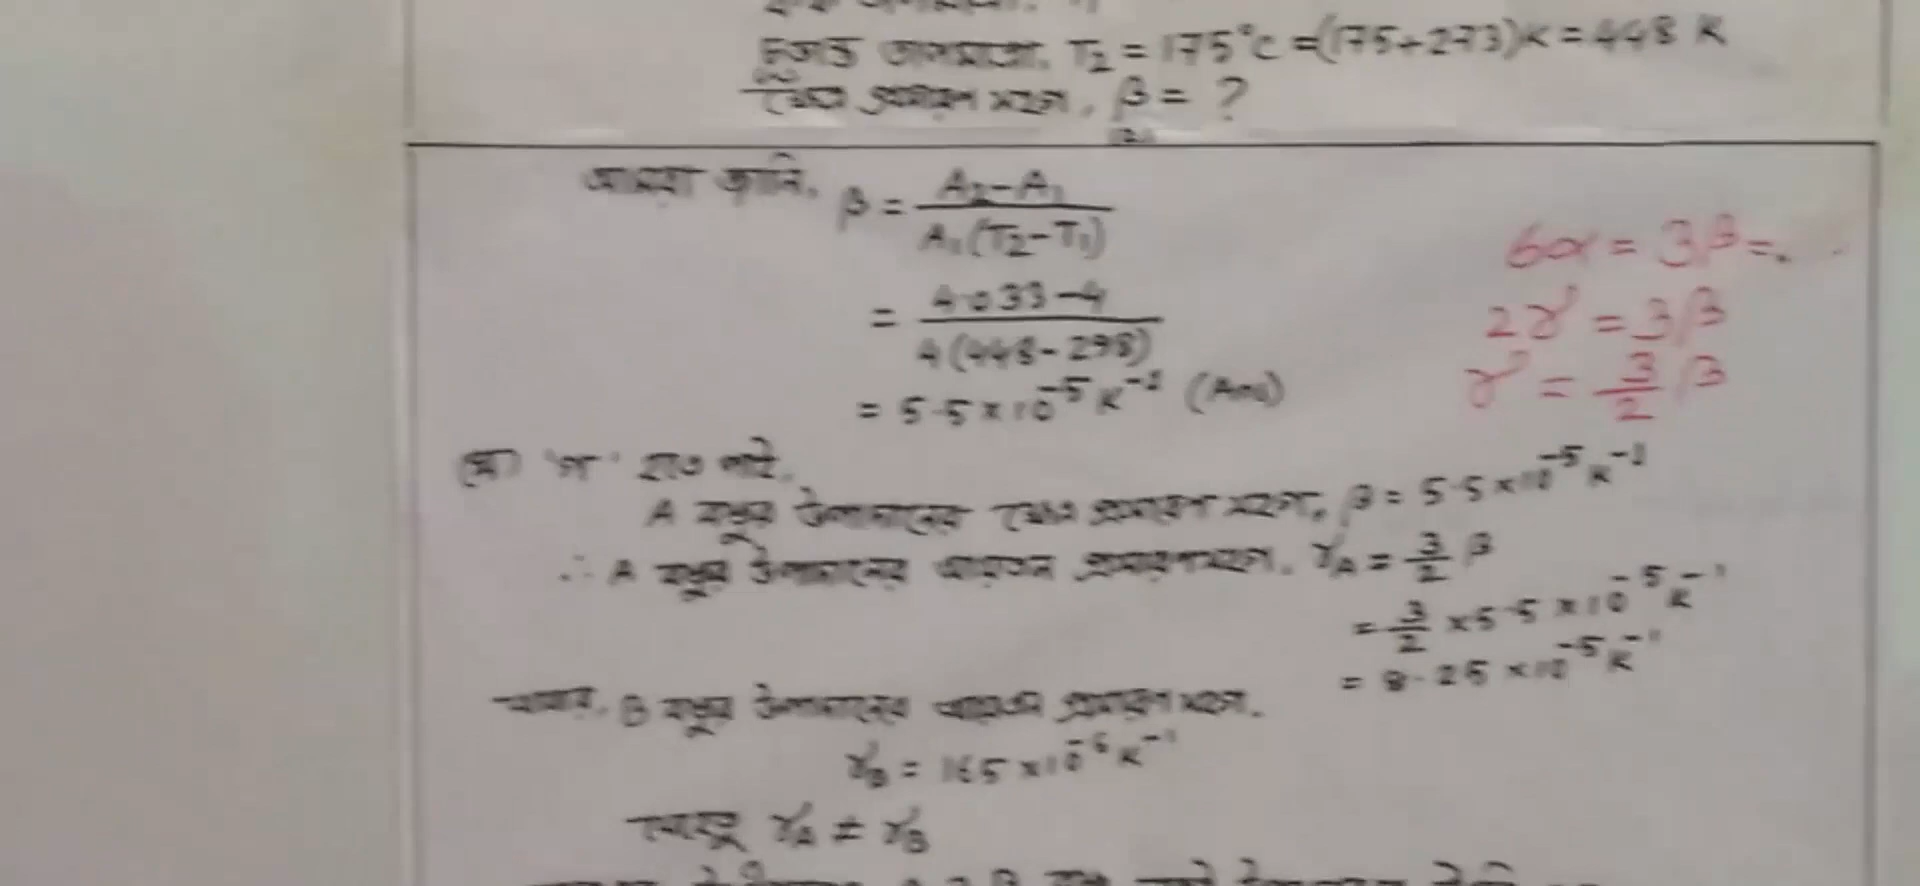 চূড়ান্ত তাপমাত্রা, T₂ = 175°C = (175+273)K = 448 K
ক্ষেত্র প্রসারণ সহগ, β = ?
আমরা জানি, β = A₂-A₁ / A₁(T₂-T₁)
= 4.033-4 / 4(448-298)
= 5.5×10⁻⁵ K⁻¹ (Ans)
6α = 3β = ..
2γ = 3β
γ = 3/2 β
(ঘ) 'গ' হতে পাই,
A বস্তুর উপাদানের ক্ষেত্র প্রসারণ সহগ, β = 5.5×10⁻⁵ K⁻¹
∴ A বস্তুর উপাদানের আয়তন প্রসারণ সহগ, γA = 3/2 β
= 3/2 × 5.5 × 10⁻⁵ K⁻¹
= 8.25 × 10⁻⁵ K⁻¹
আবার, B বস্তুর উপাদানের আয়তন প্রসারণ সহগ,
γB = 165 × 10⁻⁶ K⁻¹
যেহেতু γA ≠ γB